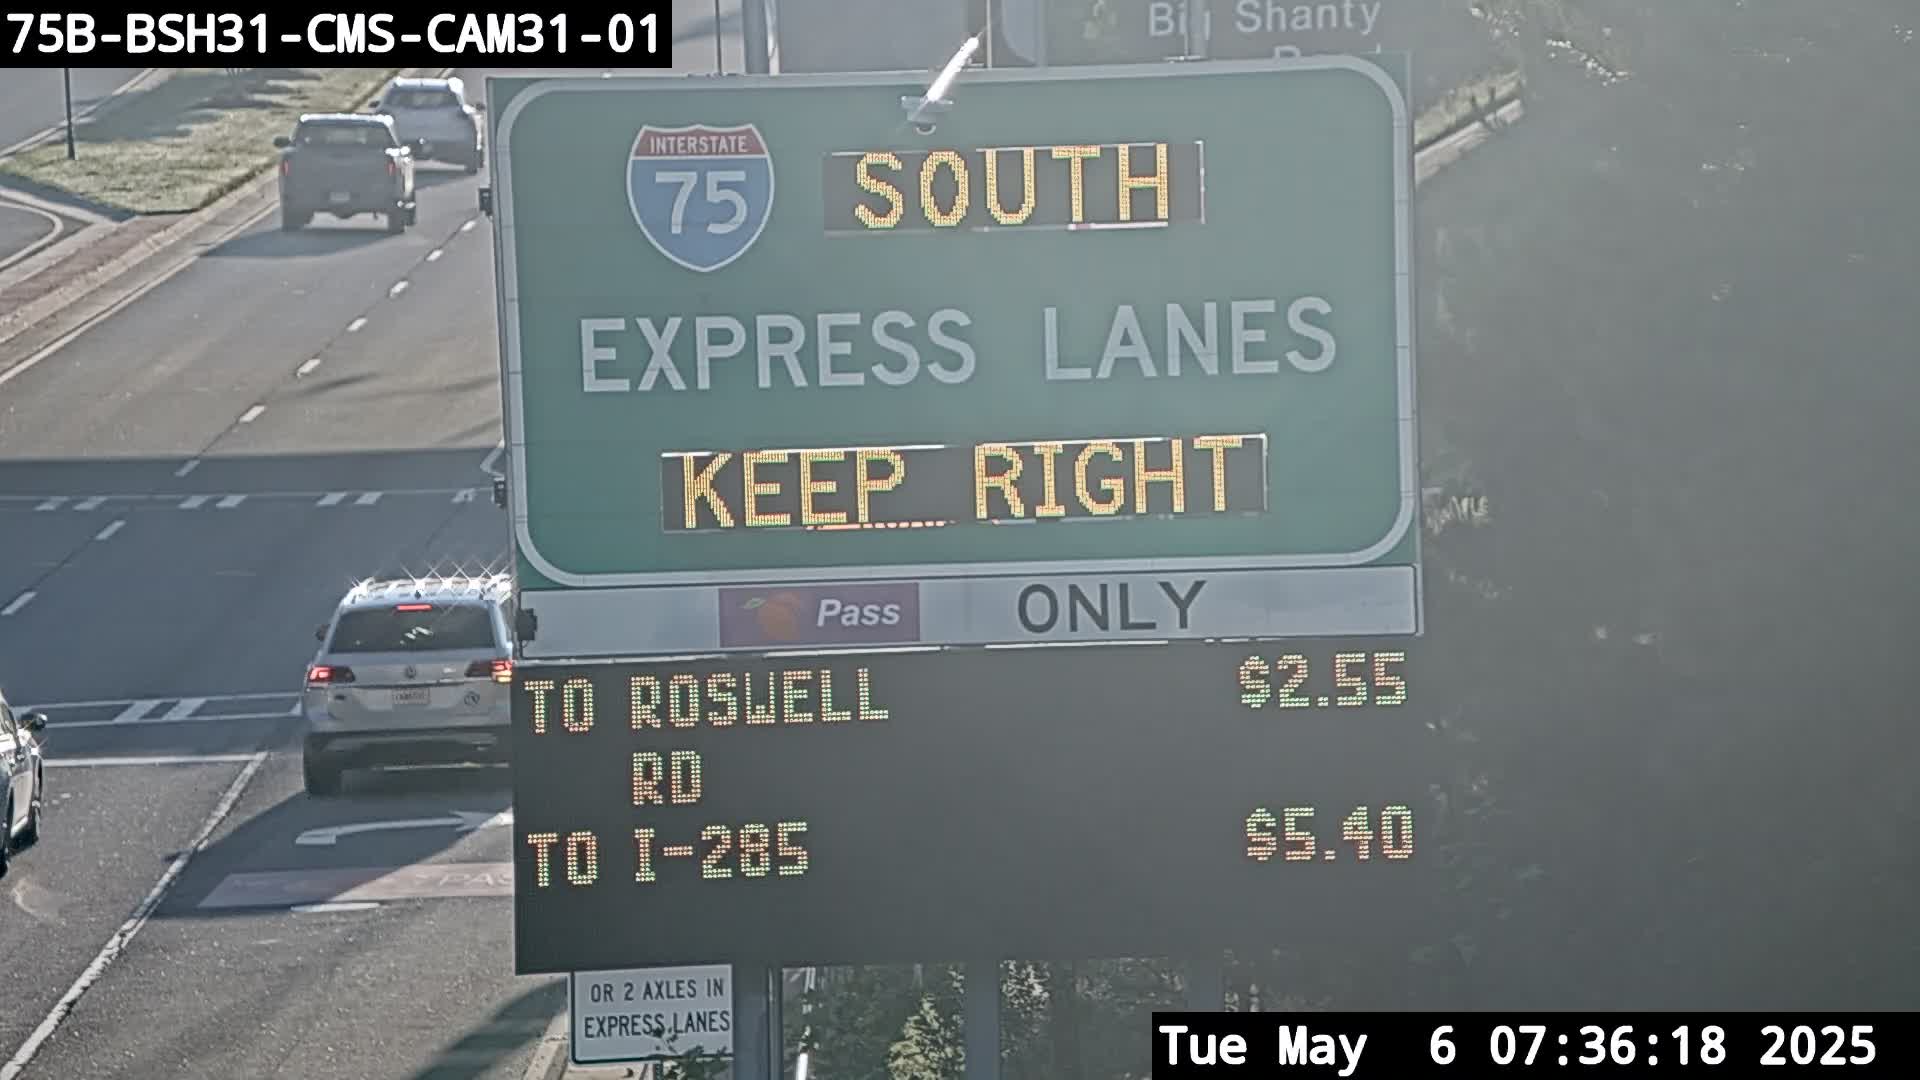 75B-BSH31-CMS-CAM31-01
Big Shanty
INTERSTATE
75
SOUTH
EXPRESS LANES
KEEP RIGHT
Pass ONLY
TO ROSWELL $2.55
RD
TO I-285 $5.40
OR 2 AXLES IN
EXPRESS LANES
Tue May 6 07:36:18 2025